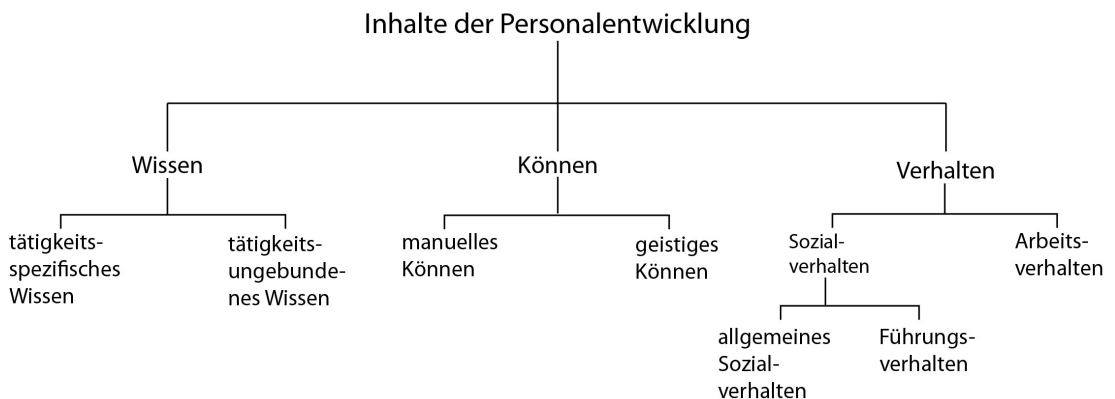 Inhalte der Personalentwicklung
Wissen
Können
Verhalten
tätigkeits-
spezifisches
Wissen
tätigkeits-
ungebunde-
nes Wissen
manuelles
Können
geistiges
Können
Sozial-
verhalten
Arbeits-
verhalten
allgemeines
Sozial-
verhalten
Führungs-
verhalten